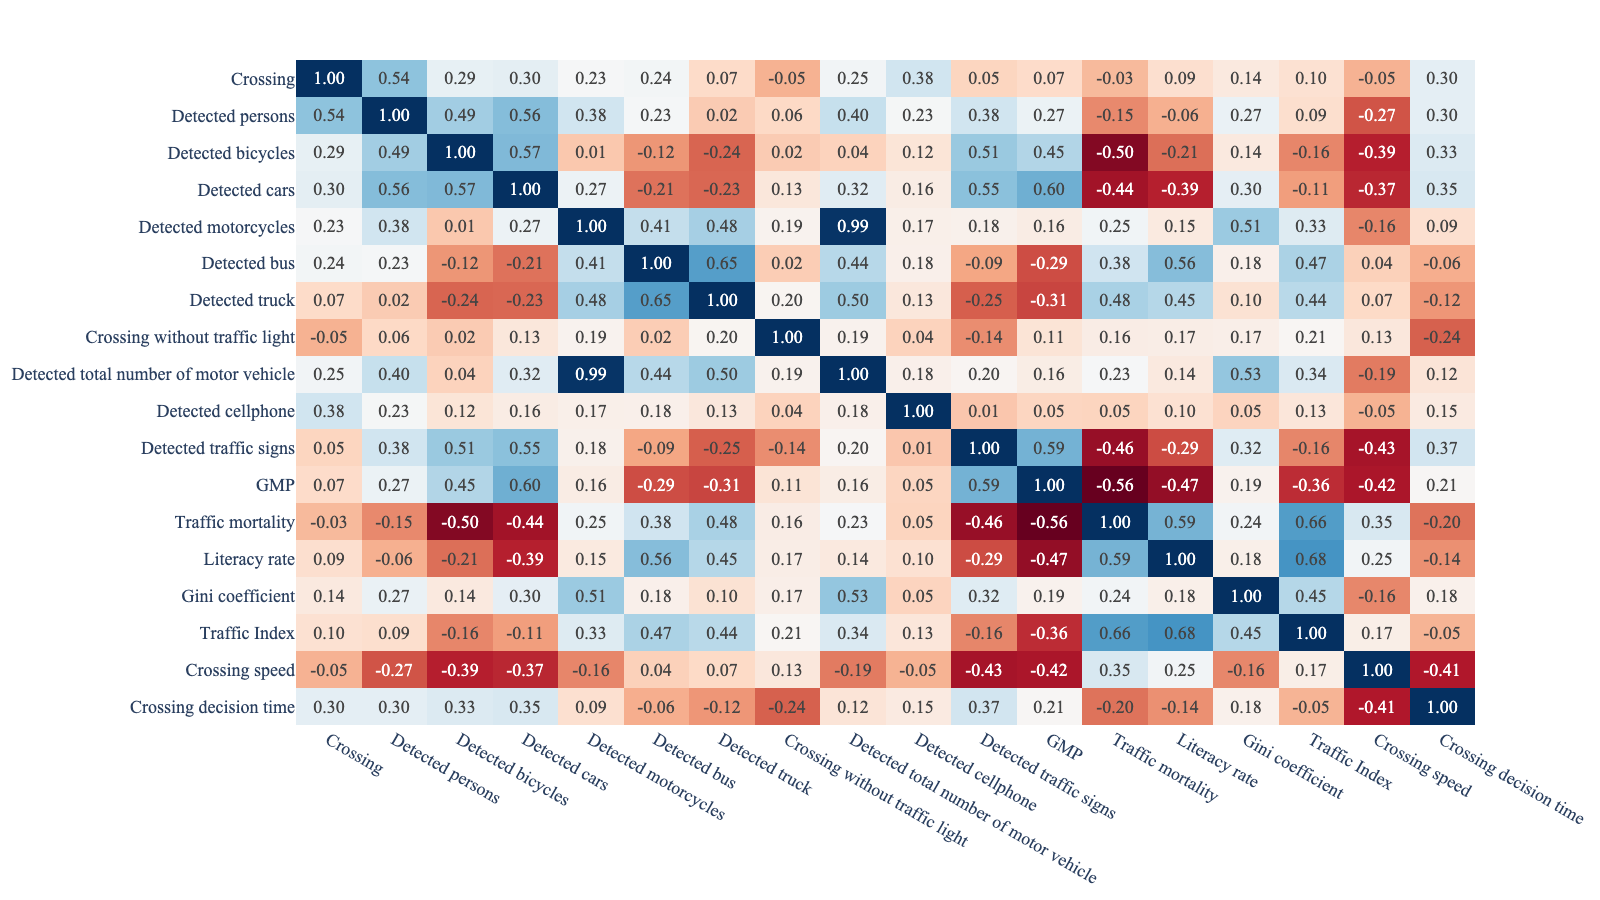 Crossing 1.00 0.54 0.29 0.30 0.23 0.24 0.07 -0.05 0.25 0.38 0.05 0.07 -0.03 0.09 0.14 0.10 -0.05 0.30
Detected persons 0.54 1.00 0.49 0.56 0.38 0.23 0.02 0.06 0.40 0.23 0.38 0.27 -0.15 -0.06 0.27 0.09 -0.27 0.30
Detected bicycles 0.29 0.49 1.00 0.57 0.01 -0.12 -0.24 0.02 0.04 0.12 0.51 0.45 -0.50 -0.21 0.14 -0.16 -0.39 0.33
Detected cars 0.30 0.56 0.57 1.00 0.27 -0.21 -0.23 0.13 0.32 0.16 0.55 0.60 -0.44 -0.39 0.30 -0.11 -0.37 0.35
Detected motorcycles 0.23 0.38 0.01 0.27 1.00 0.41 0.48 0.19 0.99 0.17 0.18 0.16 0.25 0.15 0.51 0.33 -0.16 0.09
Detected bus 0.24 0.23 -0.12 -0.21 0.41 1.00 0.65 0.02 0.44 0.18 -0.09 -0.29 0.38 0.56 0.18 0.47 0.04 -0.06
Detected truck 0.07 0.02 -0.24 -0.23 0.48 0.65 1.00 0.20 0.50 0.13 -0.25 -0.31 0.48 0.45 0.10 0.44 0.07 -0.12
Crossing without traffic light -0.05 0.06 0.02 0.13 0.19 0.02 0.20 1.00 0.19 0.04 -0.14 0.11 0.16 0.17 0.17 0.21 0.13 -0.24
Detected total number of motor vehicle 0.25 0.40 0.04 0.32 0.99 0.44 0.50 0.19 1.00 0.18 0.20 0.16 0.23 0.14 0.53 0.34 -0.19 0.12
Detected cellphone 0.38 0.23 0.12 0.16 0.17 0.18 0.13 0.04 0.18 1.00 0.01 0.05 0.05 0.10 0.05 0.13 -0.05 0.15
Detected traffic signs 0.05 0.38 0.51 0.55 0.18 -0.09 -0.25 -0.14 0.20 0.01 1.00 0.59 -0.46 -0.29 0.32 -0.16 -0.43 0.37
GMP 0.07 0.27 0.45 0.60 0.16 -0.29 -0.31 0.11 0.16 0.05 0.59 1.00 -0.56 -0.47 0.19 -0.36 -0.42 0.21
Traffic mortality -0.03 -0.15 -0.50 -0.44 0.25 0.38 0.48 0.16 0.23 0.05 -0.46 -0.56 1.00 0.59 0.24 0.66 0.35 -0.20
Literacy rate 0.09 -0.06 -0.21 -0.39 0.15 0.56 0.45 0.17 0.14 0.10 -0.29 -0.47 0.59 1.00 0.18 0.68 0.25 -0.14
Gini coefficient 0.14 0.27 0.14 0.30 0.51 0.18 0.10 0.17 0.53 0.05 0.32 0.19 0.24 0.18 1.00 0.45 -0.16 0.18
Traffic Index 0.10 0.09 -0.16 -0.11 0.33 0.47 0.44 0.21 0.34 0.13 -0.16 -0.36 0.66 0.68 0.45 1.00 0.17 -0.05
Crossing speed -0.05 -0.27 -0.39 -0.37 -0.16 0.04 0.07 0.13 -0.19 -0.05 -0.43 -0.42 0.35 0.25 -0.16 0.17 1.00 -0.41
Crossing decision time 0.30 0.30 0.33 0.35 0.09 -0.06 -0.12 -0.24 0.12 0.15 0.37 0.21 -0.20 -0.14 0.18 -0.05 -0.41 1.00
Crossing
Detected persons
Detected bicycles
Detected cars
Detected motorcycles
Detected bus
Detected truck
Crossing without traffic light
Detected total number of motor vehicle
Detected cellphone
Detected traffic signs
GMP
Traffic mortality
Literacy rate
Gini coefficient
Traffic Index
Crossing speed
Crossing decision time